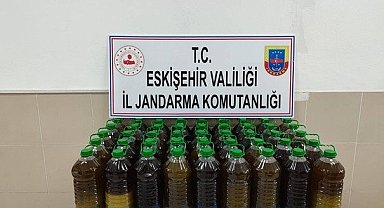 T.C.
ESKİŞEHİR VALİLİĞİ
İL JANDARMA KOMUTANLIĞI